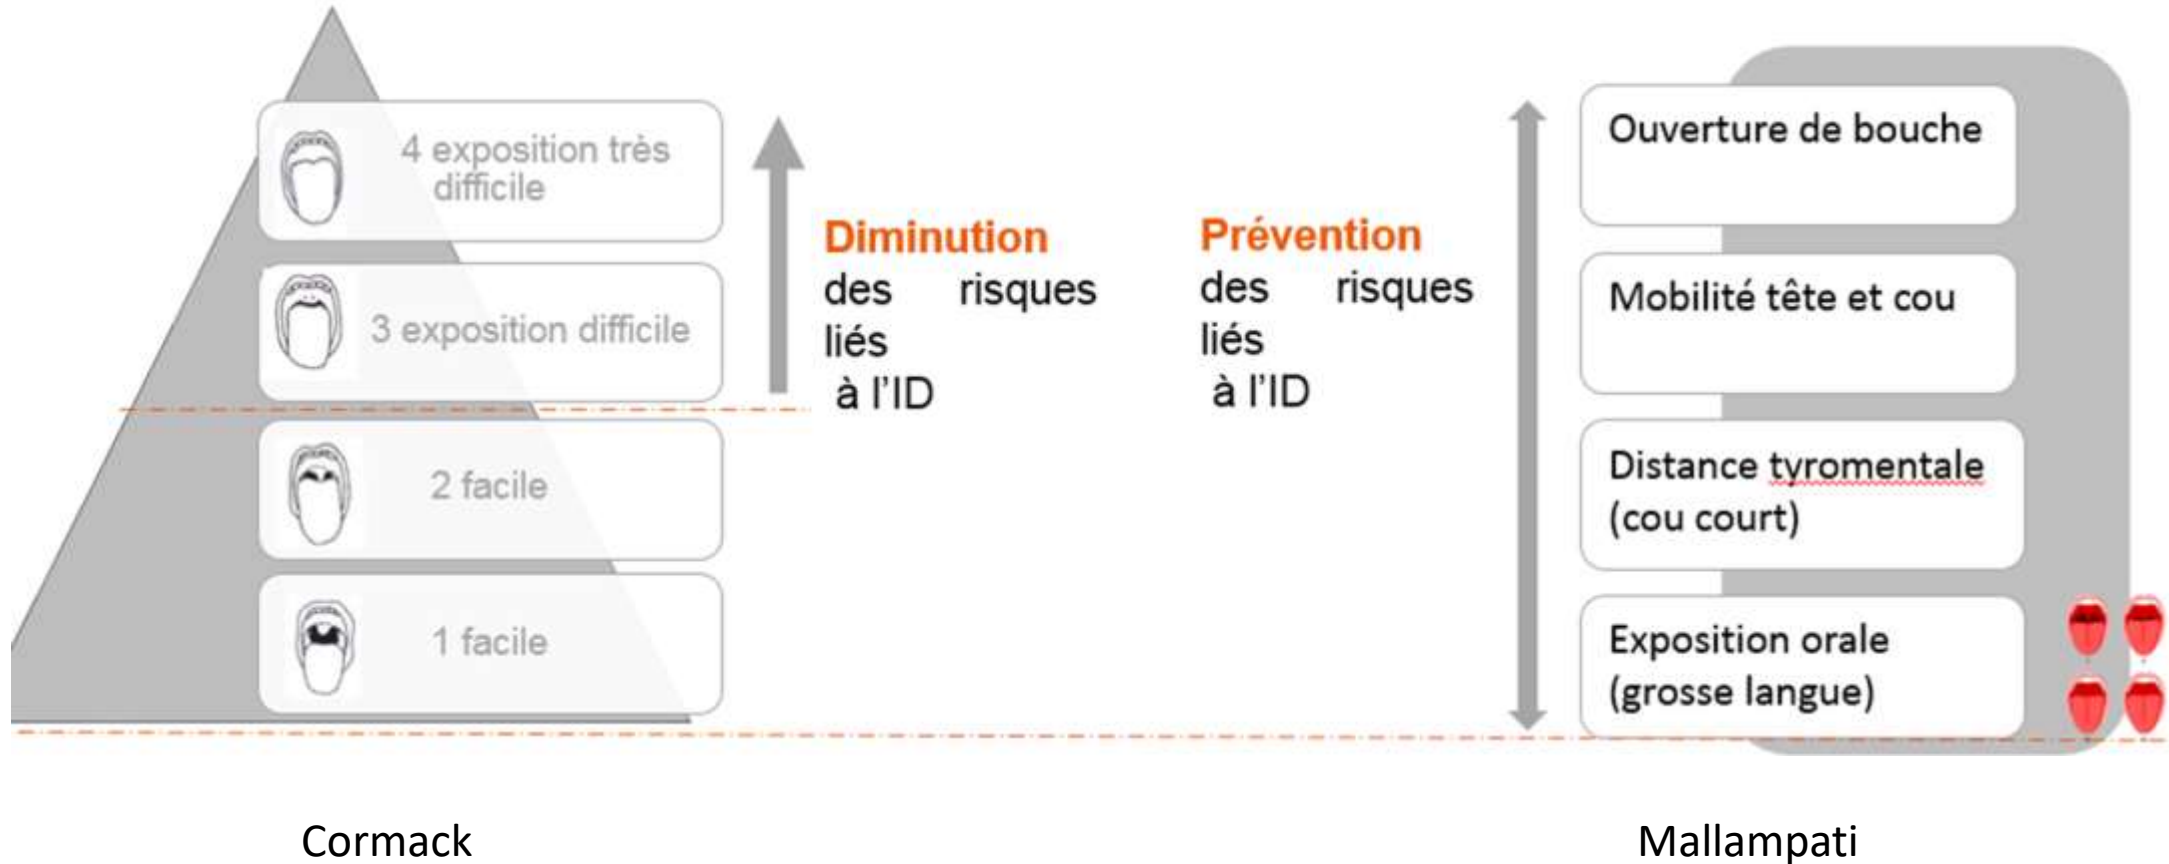 4 exposition très
difficile
3 exposition difficile
2 facile
1 facile
Diminution
des risques
liés
à l'ID
Prévention
des risques
liés
à l'ID
Ouverture de bouche
Mobilité tête et cou
Distance tyromentale
(cou court)
Exposition orale
(grosse langue)
Cormack
Mallampati